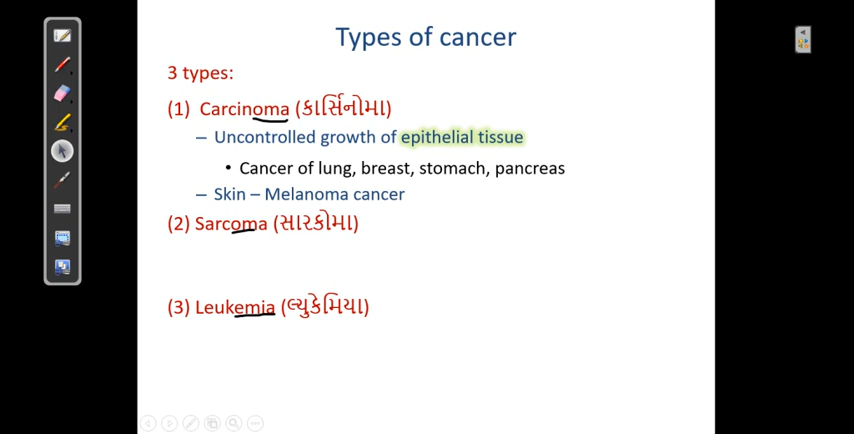 Types of cancer
3 types:
(1) Carcinoma (કાર્સિનોમા)
– Uncontrolled growth of epithelial tissue
• Cancer of lung, breast, stomach, pancreas
– Skin – Melanoma cancer
(2) Sarcoma (સારકોમા)
(3) Leukemia (લ્યુકેમિયા)